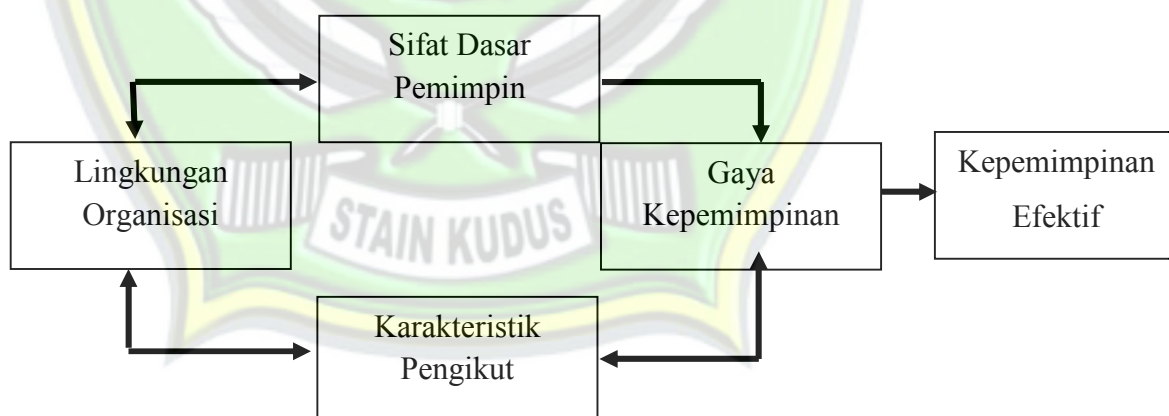 Sifat Dasar
Pemimpin
Lingkungan
Organisasi
Gaya
Kepemimpinan
Kepemimpinan
Efektif
STAIN KUDUS
Karakteristik
Pengikut